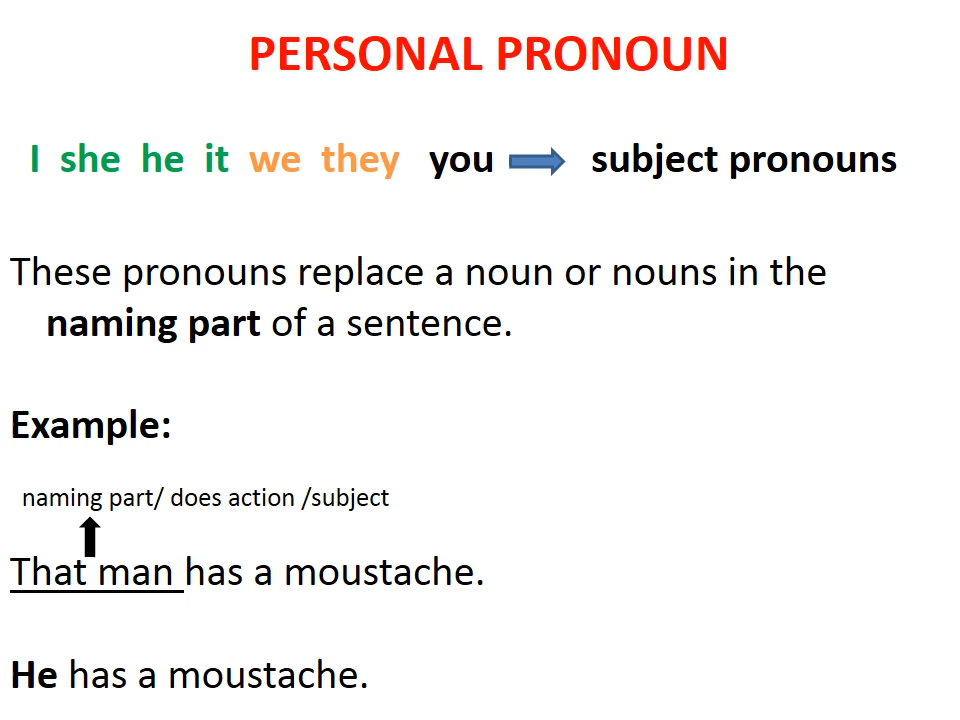 PERSONAL PRONOUN
I she he it we they you subject pronouns
These pronouns replace a noun or nouns in the
naming part of a sentence.
Example:
naming part/ does action /subject
That man has a moustache.
He has a moustache.